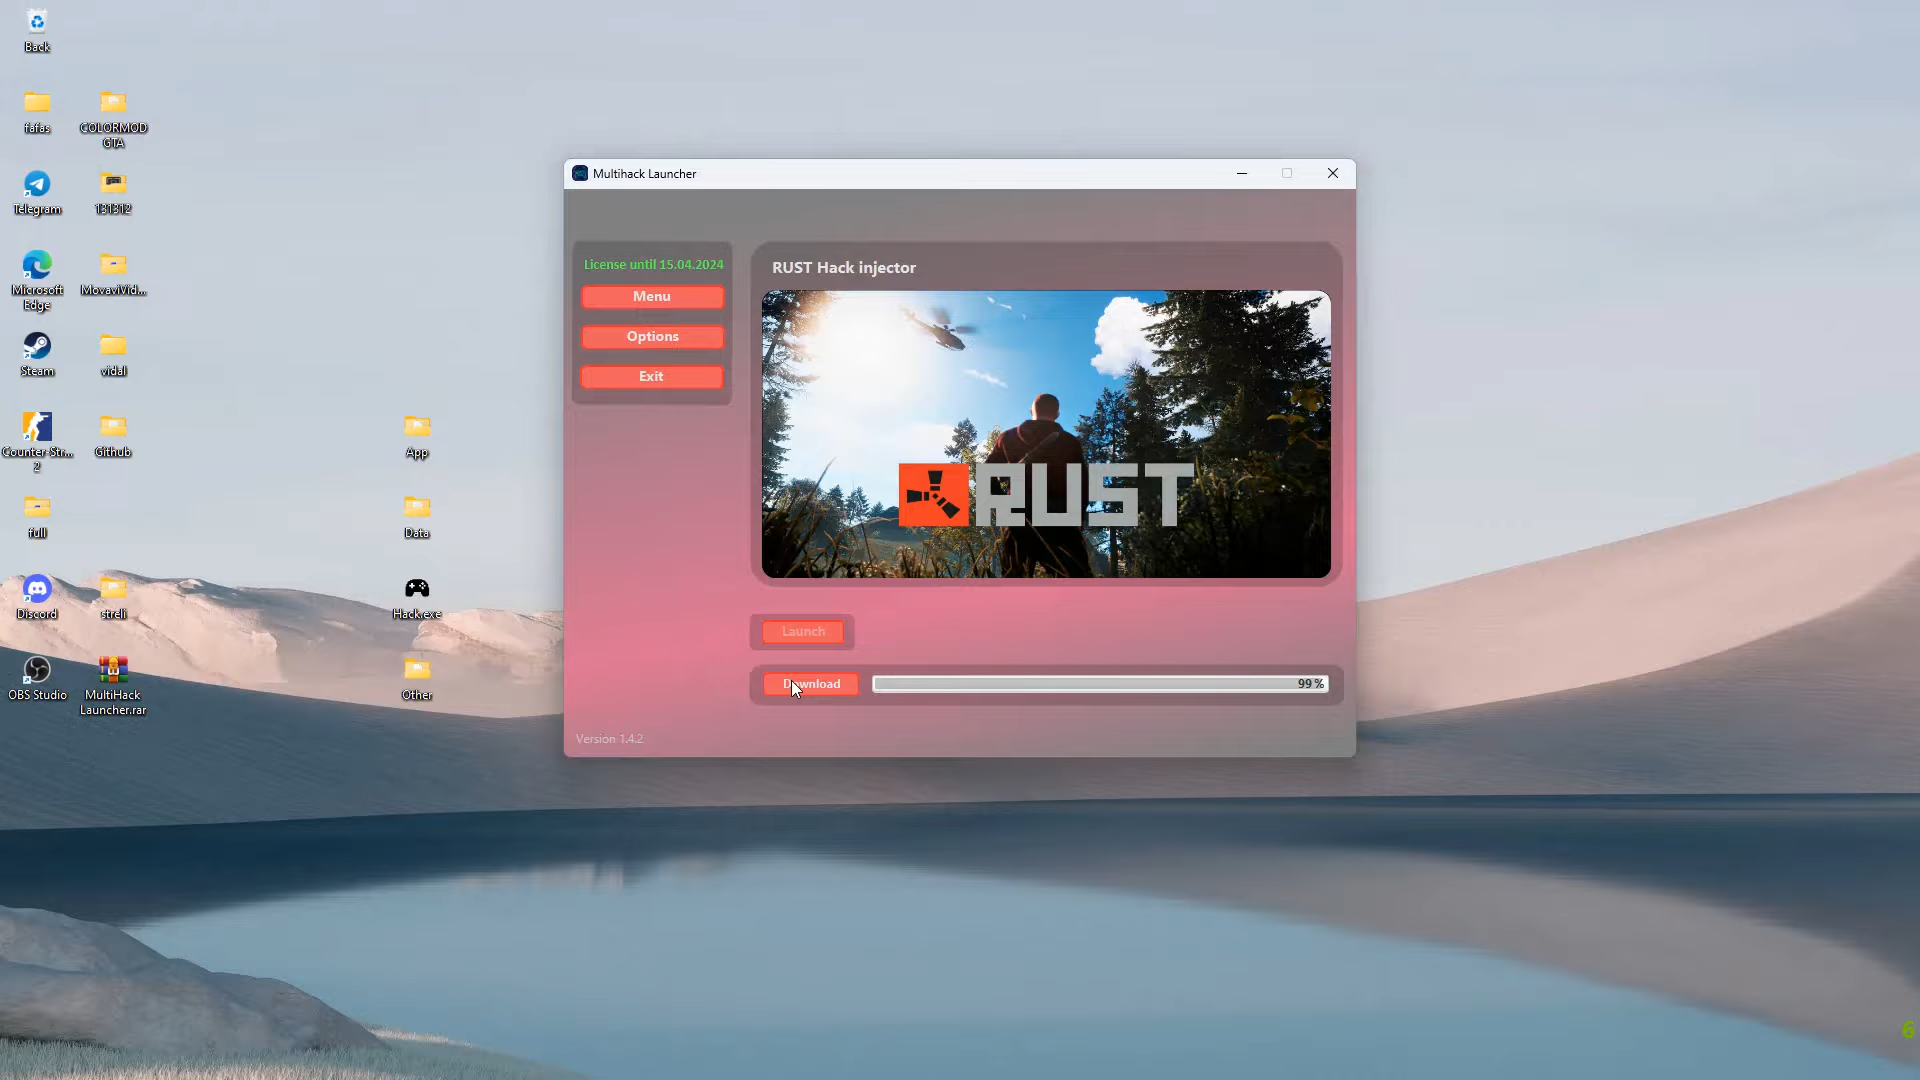 Back
fafas
COLORMOD
GTA
Telegram
131312
Microsoft
Edge
MovaviVid...
Steam
vidal
Counter-Str...
2
Github
App
full
Data
Discord
streli
Hack.exe
OBS Studio
MultiHack
Launcher.rar
Other
Multihack Launcher
License until 15.04.2024
Menu
Options
Exit
RUST Hack injector
RUST
Launch
Download
99 %
Version 1.4.2
6